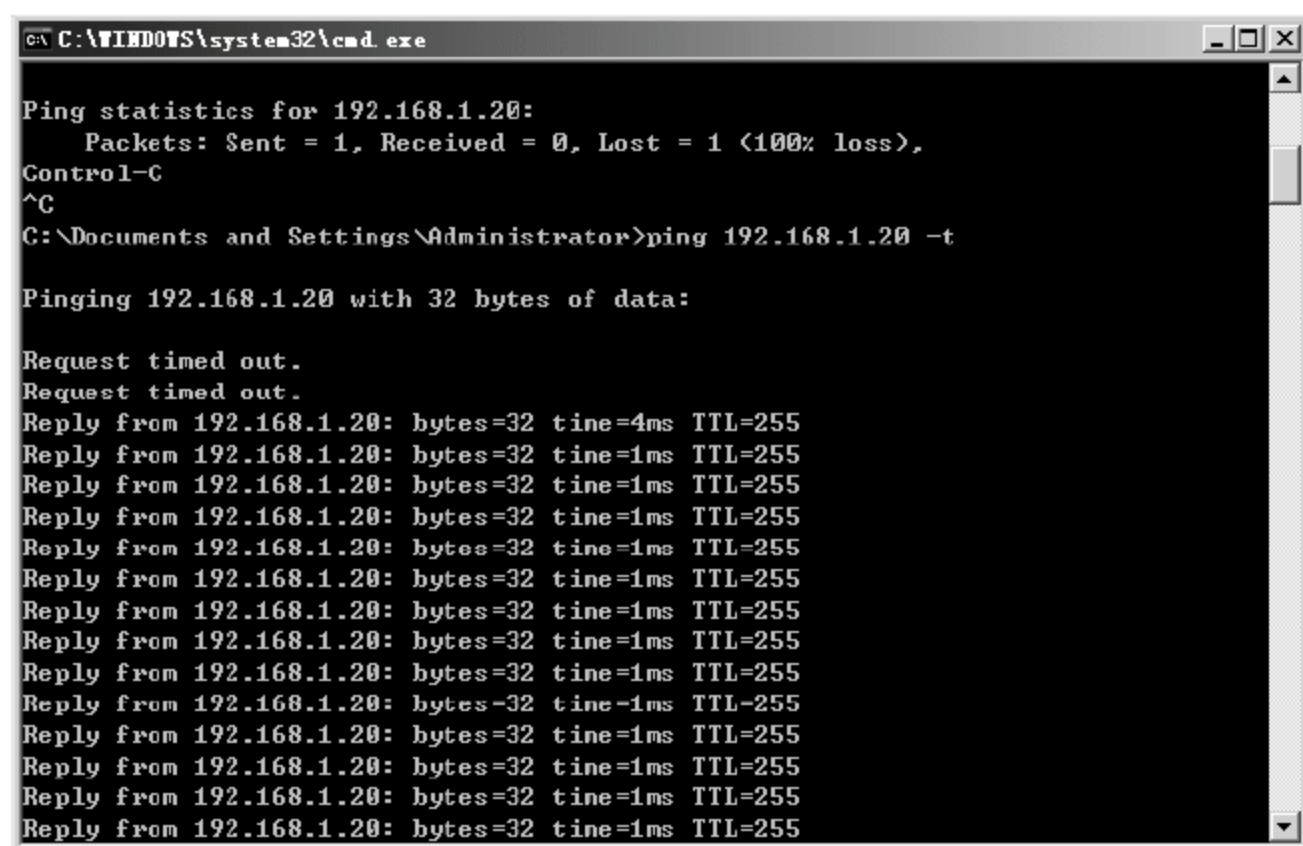 C:\WINDOWS\system32\cmd.exe
Ping statistics for 192.168.1.20:
    Packets: Sent = 1, Received = 0, Lost = 1 (100% loss),
Control-C
^C
C:\Documents and Settings\Administrator>ping 192.168.1.20 -t
Pinging 192.168.1.20 with 32 bytes of data:
Request timed out.
Request timed out.
Reply from 192.168.1.20: bytes=32 time=4ms TTL=255
Reply from 192.168.1.20: bytes=32 time=1ms TTL=255
Reply from 192.168.1.20: bytes=32 time=1ms TTL=255
Reply from 192.168.1.20: bytes=32 time=1ms TTL=255
Reply from 192.168.1.20: bytes=32 time=1ms TTL=255
Reply from 192.168.1.20: bytes=32 time=1ms TTL=255
Reply from 192.168.1.20: bytes=32 time=1ms TTL=255
Reply from 192.168.1.20: bytes=32 time=1ms TTL=255
Reply from 192.168.1.20: bytes=32 time=1ms TTL=255
Reply from 192.168.1.20: bytes=32 time=1ms TTL=255
Reply from 192.168.1.20: bytes=32 time=1ms TTL=255
Reply from 192.168.1.20: bytes=32 time=1ms TTL=255
Reply from 192.168.1.20: bytes=32 time=1ms TTL=255
Reply from 192.168.1.20: bytes=32 time=1ms TTL=255